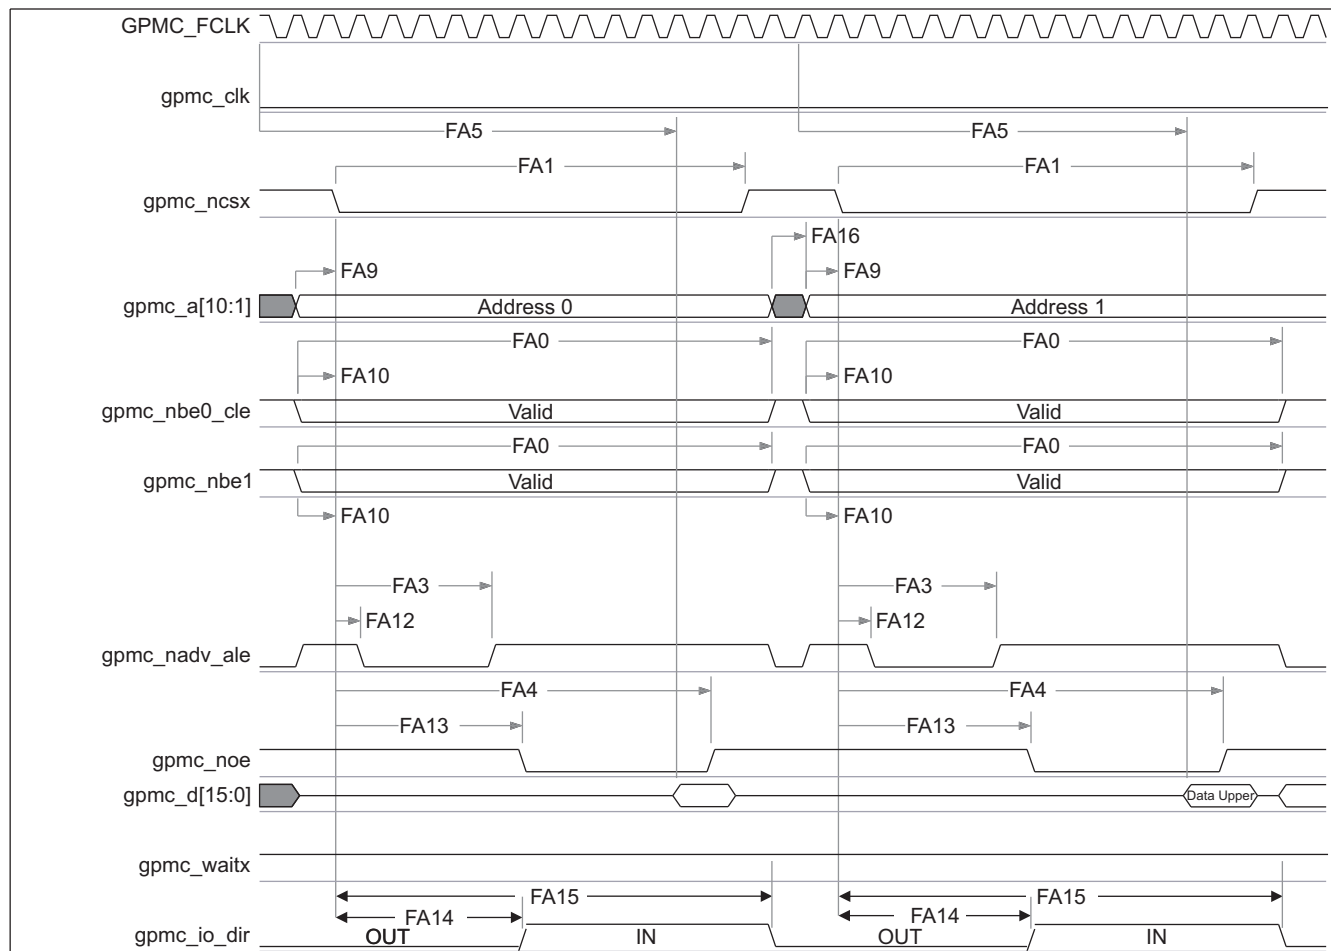 GPMC_FCLK
gpmc_clk
FA5 FA5
FA1 FA1
gpmc_ncsx
FA16
FA9 FA9
gpmc_a[10:1] Address 0 Address 1
FA0 FA0
FA10 FA10
gpmc_nbe0_cle Valid Valid
FA0 FA0
gpmc_nbe1 Valid Valid
FA10 FA10
FA3 FA3
FA12 FA12
gpmc_nadv_ale
FA4 FA4
FA13 FA13
gpmc_noe
gpmc_d[15:0] Data Upper
gpmc_waitx
FA15 FA15
FA14 FA14
gpmc_io_dir OUT IN OUT IN